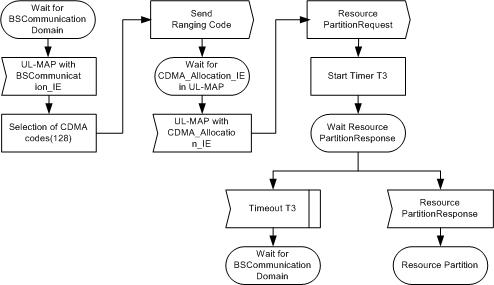 Wait for
BSCommunication
Domain
UL-MAP with
BSCommunicat
ion_IE
Selection of CDMA
codes(128)
Send
Ranging Code
Wait for
CDMA_Allocation_IE
in UL-MAP
UL-MAP with
CDMA_Allocatio
n_IE
Resource
PartitionRequest
Start Timer T3
Wait Resource
PartitionResponse
Timeout T3
Wait for
BSCommunication
Domain
Resource
PartitionResponse
Resource Partition